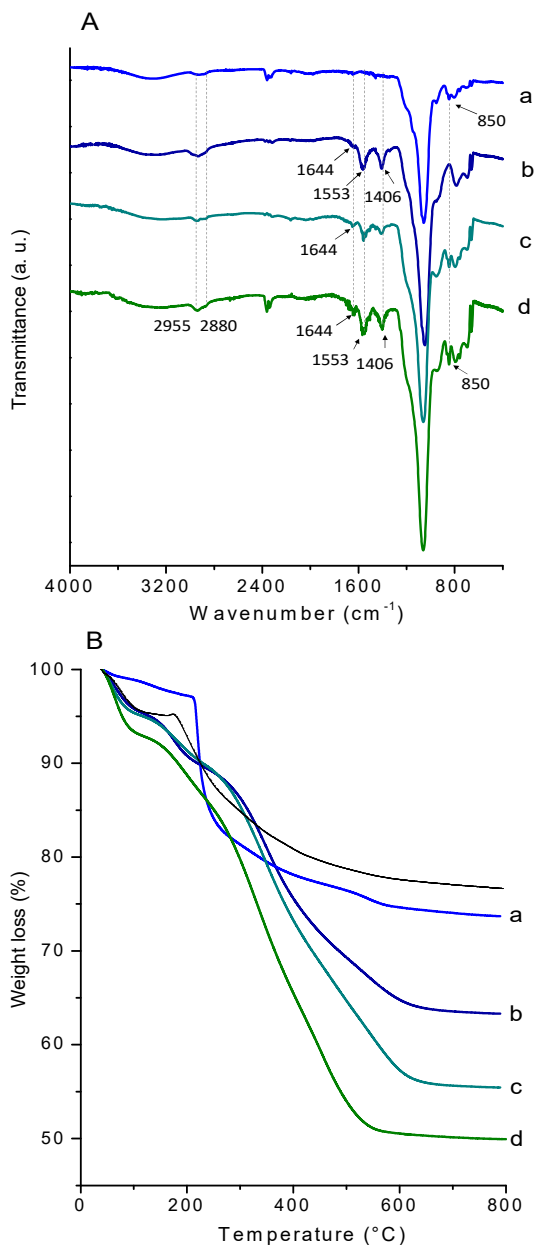 A
a
850
b
1644
1553
1406
c
1644
d
2955 2880
1644
1553
1406
850
Transmittance (a. u.)
4000 3200 2400 1600 800
Wavenumber (cm⁻¹)
B
100
90
80
70
60
50
a
b
c
d
Weight loss (%)
0 200 400 600 800
Temperature (°C)